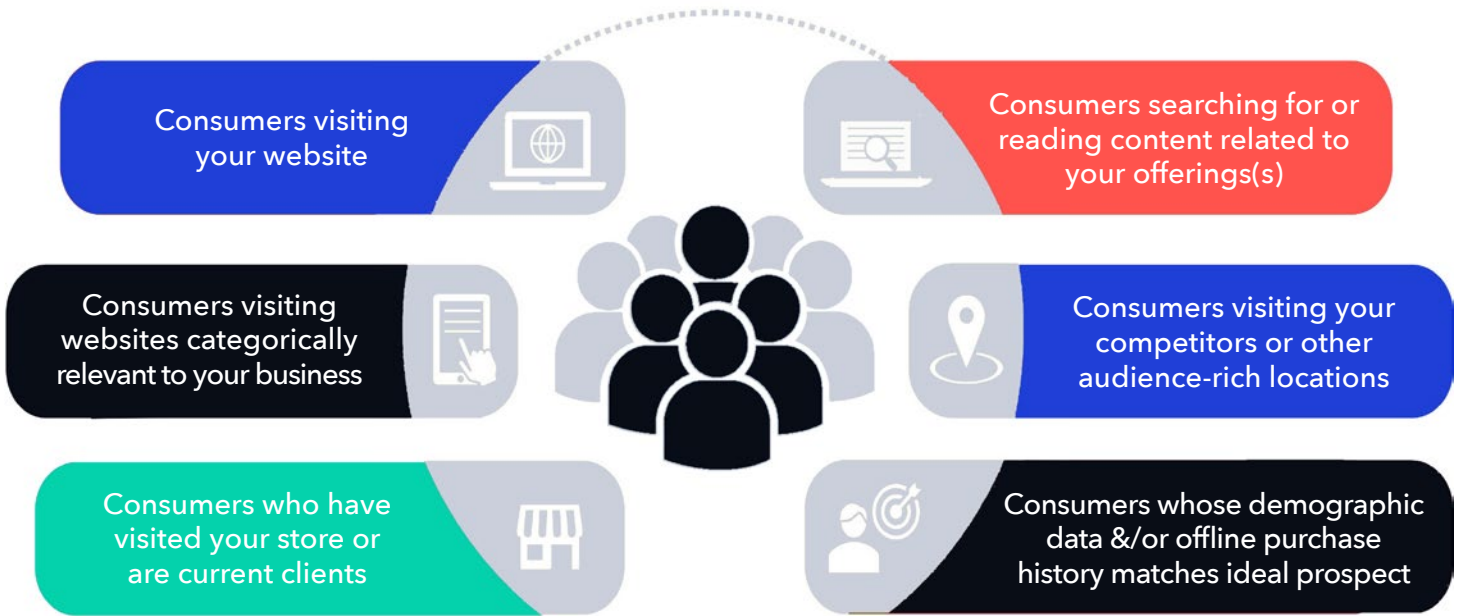 Consumers visiting
your website
Consumers searching for or
reading content related to
your offerings(s)
Consumers visiting
websites categorically
relevant to your business
Consumers visiting your
competitors or other
audience-rich locations
Consumers who have
visited your store or
are current clients
Consumers whose demographic
data &/or offline purchase
history matches ideal prospect